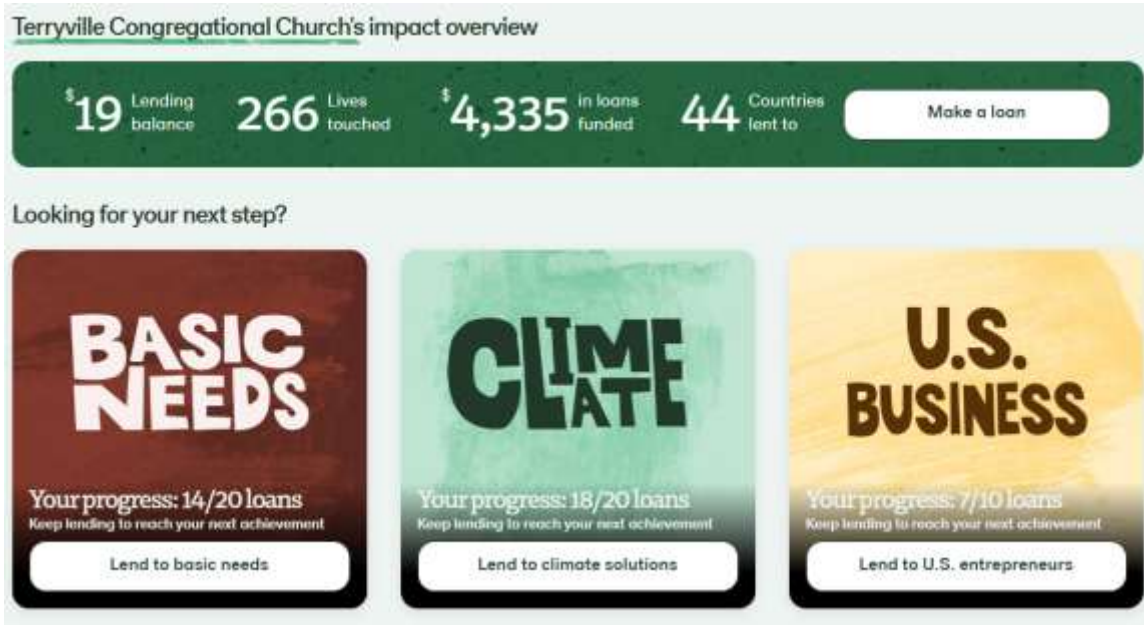 Terryville Congregational Church's impact overview
$19 Lending balance
266 Lives touched
$4,335 in loans funded
44 Countries lent to
Make a loan
Looking for your next step?
BASIC
NEEDS
Your progress: 14/20 loans
Keep lending to reach your next achievement
Lend to basic needs
CLIMATE
Your progress: 18/20 loans
Keep lending to reach your next achievement
Lend to climate solutions
U.S.
BUSINESS
Your progress: 7/10 loans
Keep lending to reach your next achievement
Lend to U.S. entrepreneurs